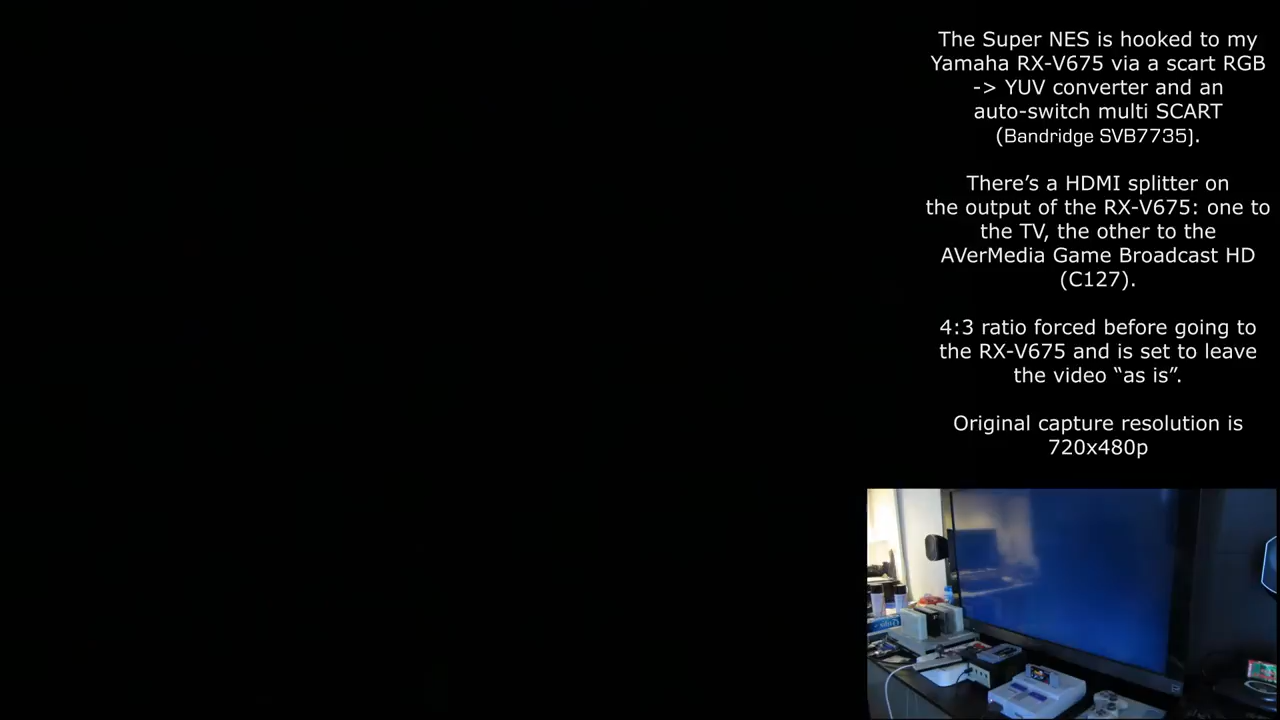 The Super NES is hooked to my
Yamaha RX-V675 via a scart RGB
-> YUV converter and an
auto-switch multi SCART
(Bandridge SVB7735).
There’s a HDMI splitter on
the output of the RX-V675: one to
the TV, the other to the
AVerMedia Game Broadcast HD
(C127).
4:3 ratio forced before going to
the RX-V675 and is set to leave
the video “as is”.
Original capture resolution is
720x480p